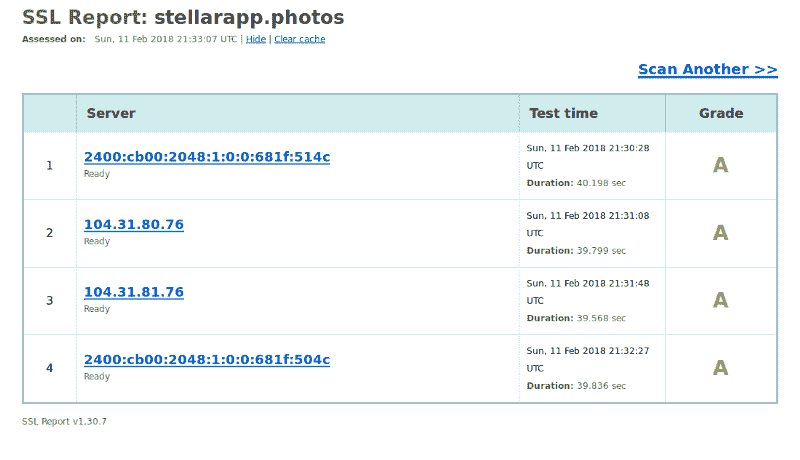 SSL Report: stellarapp.photos
Assessed on: Sun, 11 Feb 2018 21:33:07 UTC | Hide | Clear cache
Scan Another >>
Server Test time Grade
1 2400:cb00:2048:1:0:0:681f:514c Ready Sun, 11 Feb 2018 21:30:28 UTC Duration: 40.198 sec A
2 104.31.80.76 Ready Sun, 11 Feb 2018 21:31:08 UTC Duration: 39.799 sec A
3 104.31.81.76 Ready Sun, 11 Feb 2018 21:31:48 UTC Duration: 39.568 sec A
4 2400:cb00:2048:1:0:0:681f:504c Ready Sun, 11 Feb 2018 21:32:27 UTC Duration: 39.836 sec A
SSL Report v1.30.7